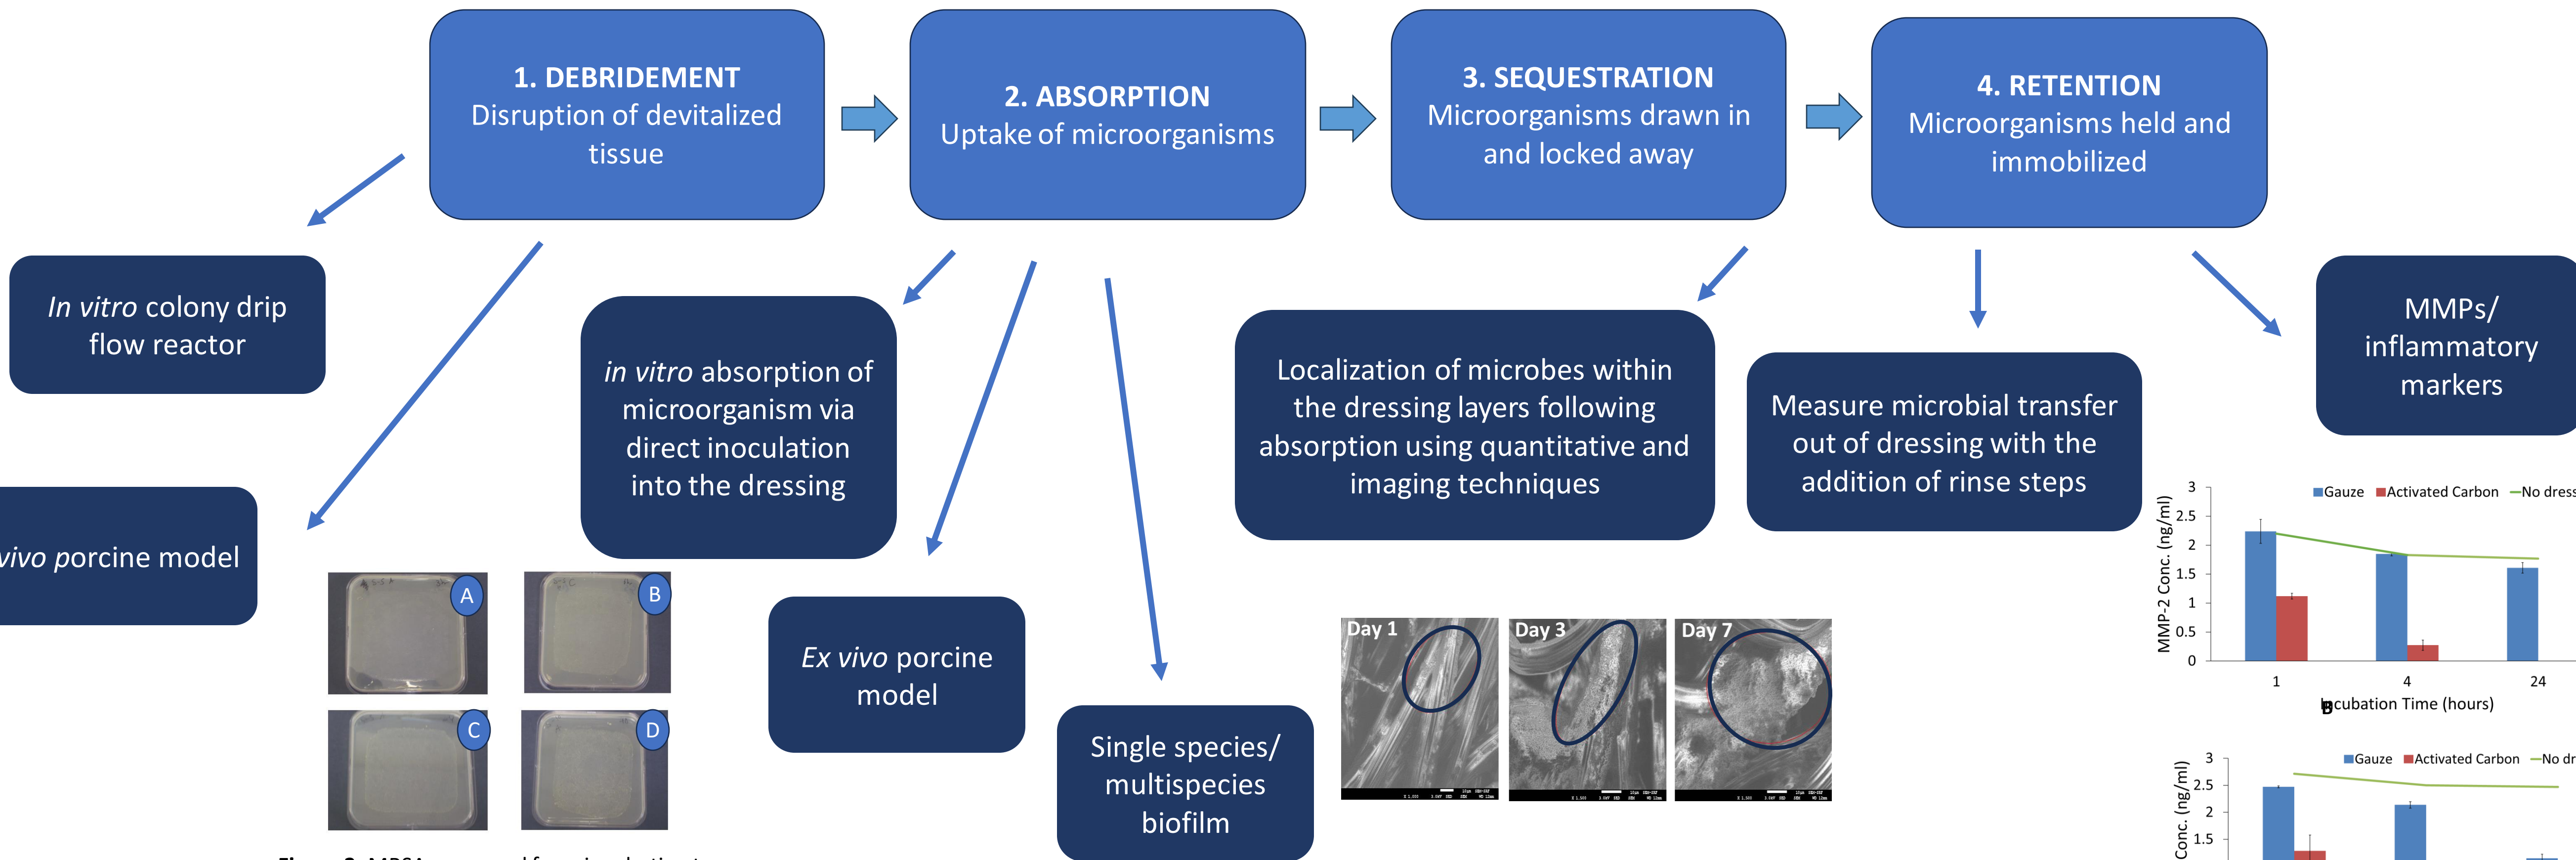 1. DEBRIDEMENT
Disruption of devitalized
tissue
2. ABSORPTION
Uptake of microorganisms
3. SEQUESTRATION
Microorganisms drawn in
and locked away
4. RETENTION
Microorganisms held and
immobilized
In vitro colony drip
flow reactor
vivo porcine model
in vitro absorption of
microorganism via
direct inoculation
into the dressing
Ex vivo porcine
model
Single species/
multispecies
biofilm
Localization of microbes within
the dressing layers following
absorption using quantitative and
imaging techniques
Measure microbial transfer
out of dressing with the
addition of rinse steps
MMPs/
inflammatory
markers
A
B
C
D
Day 1
Day 3
Day 7
Gauze Activated Carbon No dress
MMP-2 Conc. (ng/ml)
3
2.5
2
1.5
1
0.5
0
1 4 24
Incubation Time (hours)
B
Gauze Activated Carbon No dr
Conc. (ng/ml)
3
2.5
2
1.5